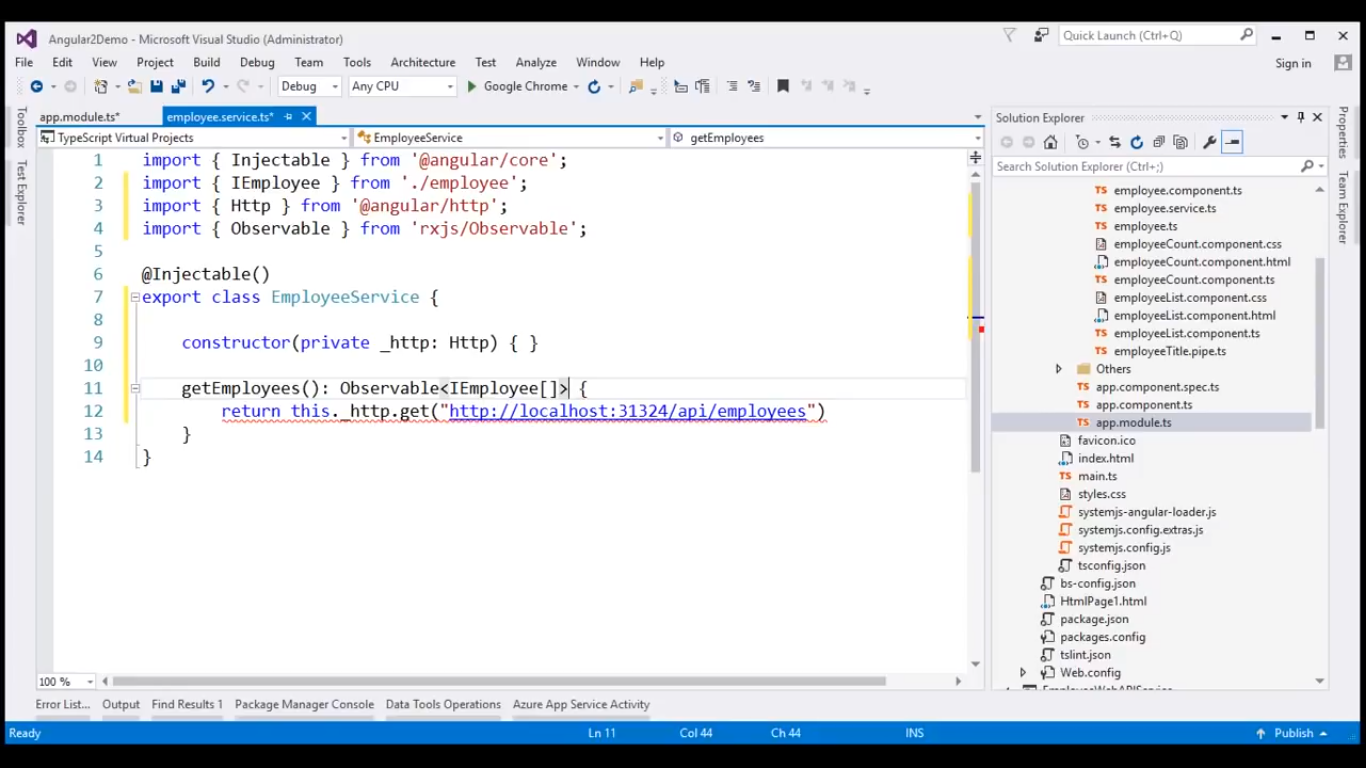 Angular2Demo - Microsoft Visual Studio (Administrator)
Quick Launch (Ctrl+Q)
File Edit View Project Build Debug Team Tools Architecture Test Analyze Window Help
Sign in
Debug Any CPU Google Chrome
app.module.ts*
employee.service.ts*
TypeScript Virtual Projects
EmployeeService
getEmployees
Toolbox
Test Explorer
1 import { Injectable } from '@angular/core';
2 import { IEmployee } from './employee';
3 import { Http } from '@angular/http';
4 import { Observable } from 'rxjs/Observable';
5
6 @Injectable()
7 export class EmployeeService {
8
9 constructor(private _http: Http) { }
10
11 getEmployees(): Observable<IEmployee[]> {
12 return this._http.get("http://localhost:31324/api/employees")
13 }
14 }
100 %
Solution Explorer
Search Solution Explorer (Ctrl+;)
employee.component.ts
employee.service.ts
employee.ts
employeeCount.component.css
employeeCount.component.html
employeeCount.component.ts
employeeList.component.css
employeeList.component.html
employeeList.component.ts
employeeTitle.pipe.ts
Others
app.component.spec.ts
app.component.ts
app.module.ts
favicon.ico
index.html
main.ts
styles.css
systemjs-angular-loader.js
systemjs.config.extras.js
systemjs.config.js
tsconfig.json
bs-config.json
HtmlPage1.html
package.json
packages.config
tslint.json
Web.config
Properties
Team Explorer
Error List... Output Find Results 1 Package Manager Console Data Tools Operations Azure App Service Activity
Ready Ln 11 Col 44 Ch 44 INS Publish